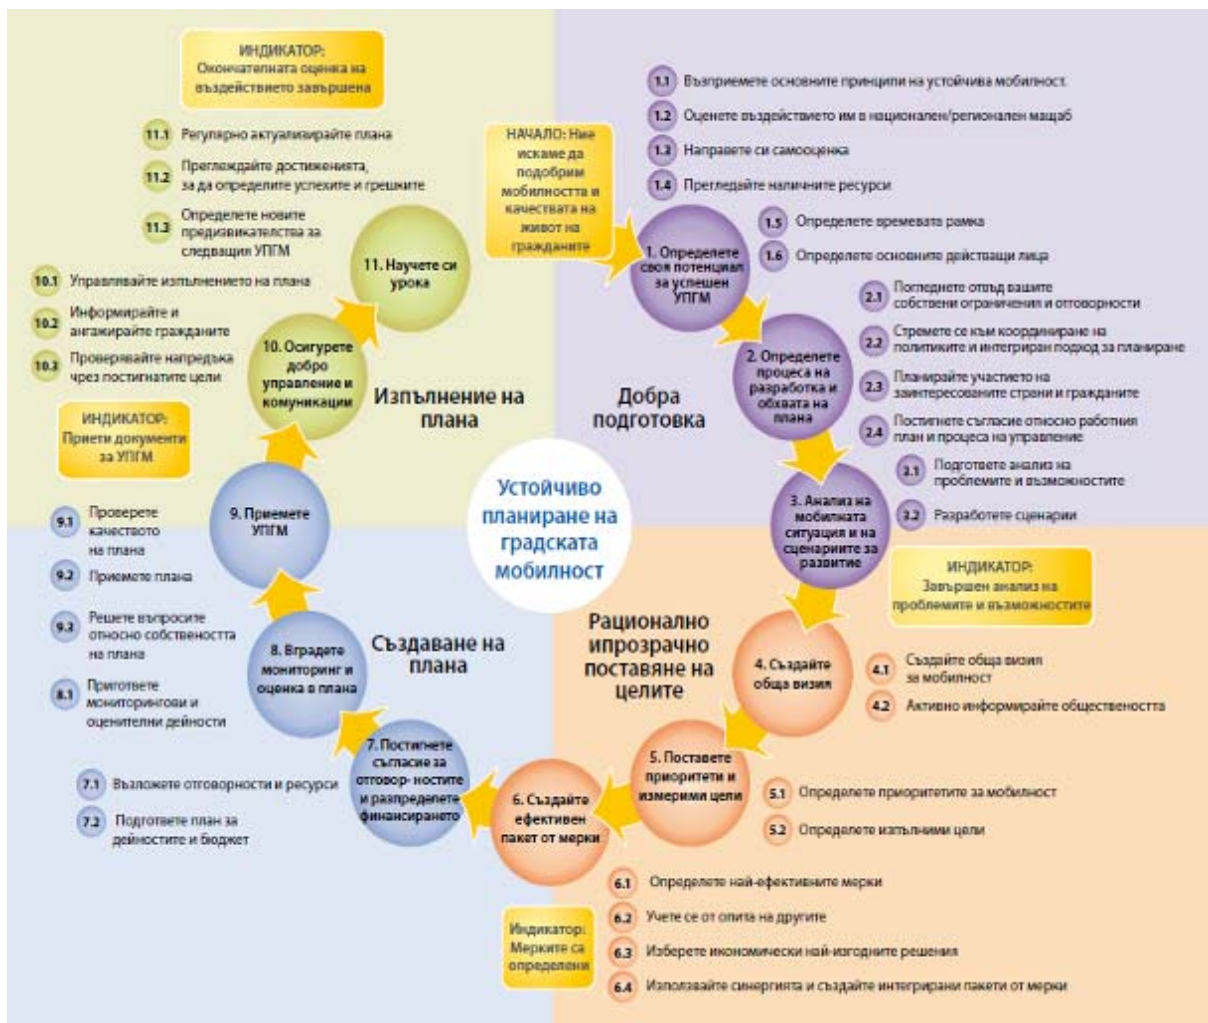 НАЧАЛО: Ние
искаме да
подобрим
мобилността и
качествата на
живот на
гражданите
1.1 Възприемете основните принципи на устойчива мобилност.
1.2 Оценете въздействието им в национален/регионален мащаб
1.3 Направете си самооценка
1.4 Прегледайте наличните ресурси
1.5 Определете времевата рамка
1.6 Определете основните действащи лица
1. Определете
своя потенциал
за успешен
УПГМ
2.1 Погледнете отвъд вашите
собствени ограничения и отговорности
2.2 Стремете се към координиране на
политиките и интегриран подход за планиране
2.3 Планирайте участието на
заинтересованите страни и гражданите
2.4 Постигнете съгласие относно работния
план и процеса на управление
2. Определете
процеса на
разработка и
обхвата на
плана
Добра
подготовка
3.1 Подгответе анализ на
проблемите и възможностите
3.2 Разработете сценарии
3. Анализ на
мобилната
ситуация и на
сценариите за
развитие
ИНДИКАТОР:
Завършен анализ на
проблемите и възможностите
Устойчиво
планиране на
градската
мобилност
Рационално
ипрозрачно
поставяне на
целите
4. Създайте
обща визия
4.1 Създайте обща визия
за мобилност
4.2 Активно информирайте обществеността
5. Поставете
приоритети и
измерими цели
5.1 Определете приоритетите за мобилност
5.2 Определете изпълними цели
6. Създайте
ефективен
пакет от мерки
6.1 Определете най-ефективните мерки
6.2 Учете се от опита на другите
6.3 Изберете икономически най-изгодните решения
6.4 Използвайте синергията и създайте интегрирани пакети от мерки
Индикатор:
Мерките са
определени
7. Постигнете
съгласие за
отговор- ностите
и разпределете
финансирането
7.1 Възложете отговорности и ресурси
7.2 Подгответе план за
дейностите и бюджет
Създаване на
плана
8. Вградете
мониторинг и
оценка в плана
8.1 Пригответе
мониторингови и
оценителни дейности
9. Приемете
УПГМ
9.1 Проверете
качеството
на плана
9.2 Приемете плана
9.3 Решете въпросите
относно собствеността
на плана
ИНДИКАТОР:
Приети документи
за УПГМ
10. Осигурете
добро
управление и
комуникации
10.1 Управлявайте изпълнението на плана
10.2 Информирайте и
ангажирайте гражданите
10.3 Проверявайте напредъка
чрез постигнатите цели
Изпълнение на
плана
11. Научете си
урока
11.1 Регулярно актуализирайте плана
11.2 Преглеждайте достиженията,
за да определите успехите и грешките
11.3 Определете новите
предизвикателства за
следващия УПГМ
ИНДИКАТОР:
Окончателната оценка на
въздействието завършена